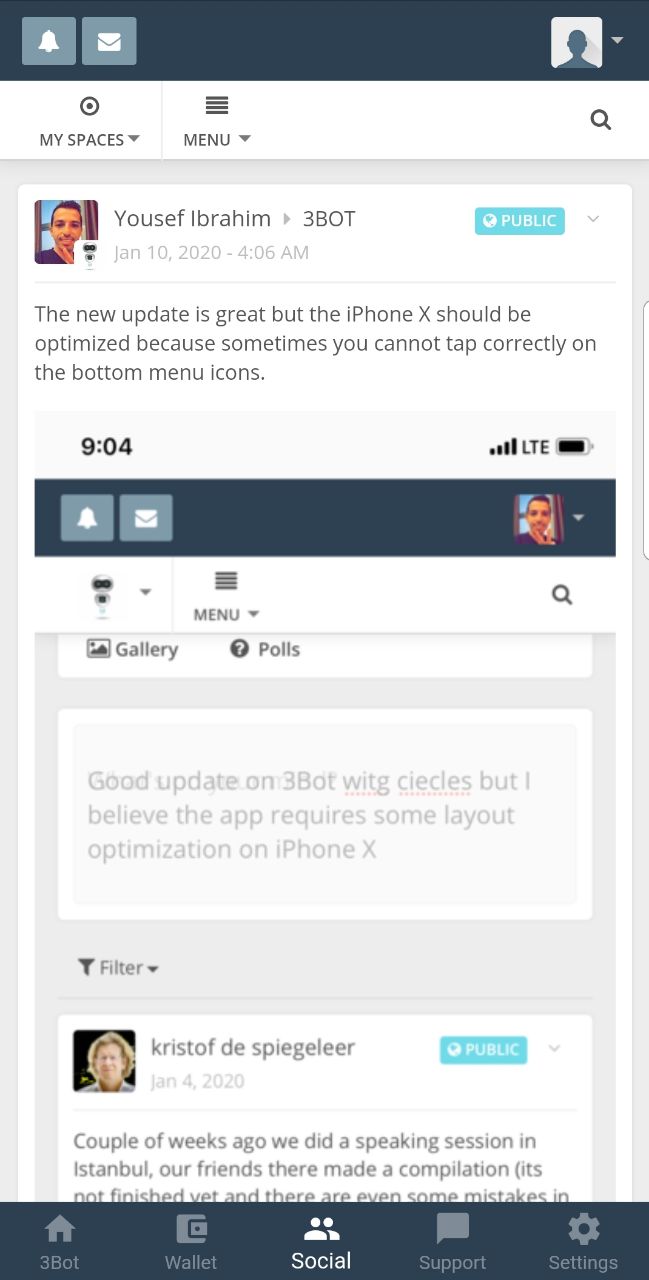 MY SPACES
MENU
Yousef Ibrahim 3BOT
PUBLIC
Jan 10, 2020 - 4:06 AM
The new update is great but the iPhone X should be
optimized because sometimes you cannot tap correctly on
the bottom menu icons.
9:04
LTE
MENU
Gallery
Polls
Good update on 3Bot witg ciecles but I
believe the app requires some layout
optimization on iPhone X
Filter
kristof de spiegeleer
PUBLIC
Jan 4, 2020
Couple of weeks ago we did a speaking session in
Istanbul, our friends there made a compilation (its
not finished yet and there are even some mistakes in
3Bot
Wallet
Social
Support
Settings